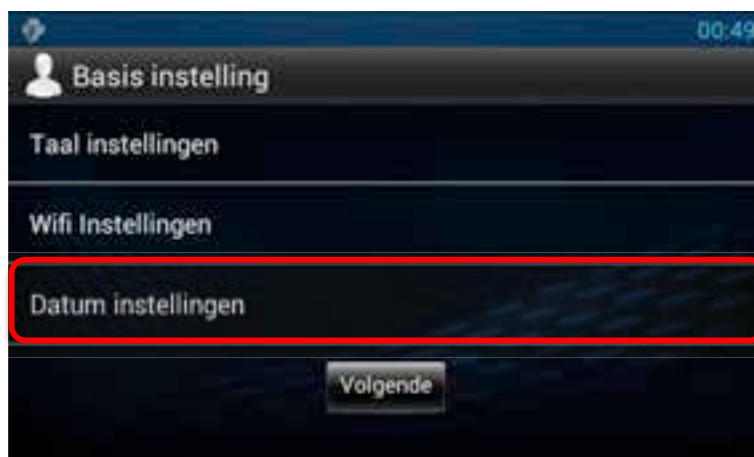 00:49
Basis instelling
Taal instellingen
Wifi Instellingen
Datum instellingen
Volgende